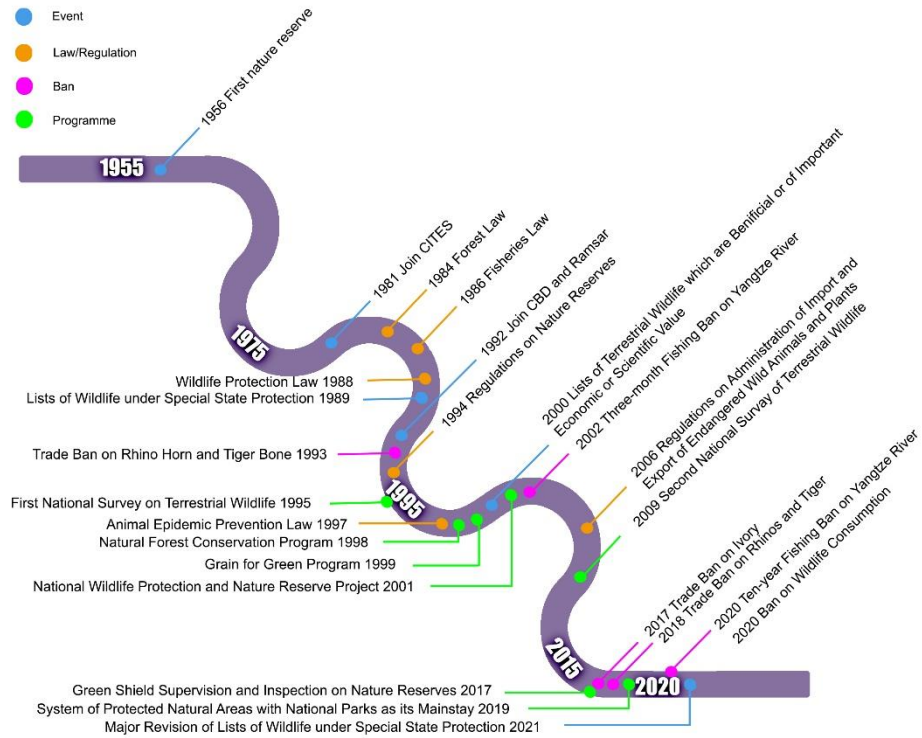 Event
Law/Regulation
Ban
Programme
1956 First nature reserve
1955
1975
1981 Join CITES
1984 Forest Law
1986 Fisheries Law
Wildlife Protection Law 1988
Lists of Wildlife under Special State Protection 1989
1992 Join CBD and Ramsar
Trade Ban on Rhino Horn and Tiger Bone 1993
1994 Regulations on Nature Reserves
1995
First National Survey on Terrestrial Wildlife 1995
Animal Epidemic Prevention Law 1997
Natural Forest Conservation Program 1998
Grain for Green Program 1999
2000 Lists of Terrestrial Wildlife which are Benificial or of Important
Economic or Scientific Value
National Wildlife Protection and Nature Reserve Project 2001
2002 Three-month Fishing Ban on Yangtze River
2006 Regulations on Administration of Import and
Export of Endangered Wild Animals and Plants
2009 Second National Survey of Terrestrial Wildlife
2015
2017 Trade Ban on Ivory
2018 Trade Ban on Rhinos and Tiger
Green Shield Supervision and Inspection on Nature Reserves 2017
System of Protected Natural Areas with National Parks as its Mainstay 2019
2020
2020 Ten-year Fishing Ban on Yangtze River
2020 Ban on Wildlife Consumption
Major Revision of Lists of Wildlife under Special State Protection 2021